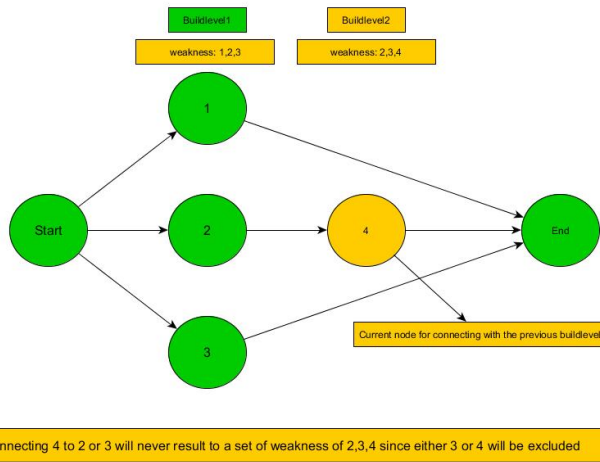 Buildlevel1
Buildlevel2
weakness: 1,2,3
weakness: 2,3,4
1
Start
2
4
End
3
Current node for connecting with the previous buildlevel
nnecting 4 to 2 or 3 will never result to a set of weakness of 2,3,4 since either 3 or 4 will be excluded